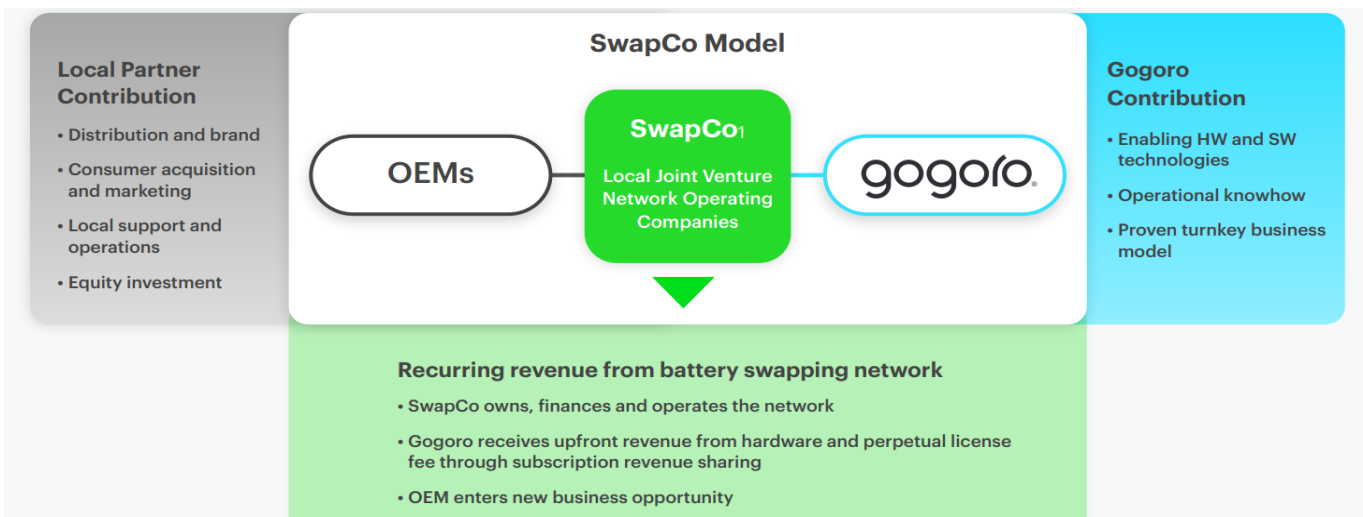 SwapCo Model
Local Partner
Contribution
• Distribution and brand
• Consumer acquisition
and marketing
• Local support and
operations
• Equity investment
OEMs
SwapCo1
Local Joint Venture
Network Operating
Companies
gogoro®
Gogoro
Contribution
• Enabling HW and SW
technologies
• Operational knowhow
• Proven turnkey business
model
Recurring revenue from battery swapping network
• SwapCo owns, finances and operates the network
• Gogoro receives upfront revenue from hardware and perpetual license
fee through subscription revenue sharing
• OEM enters new business opportunity